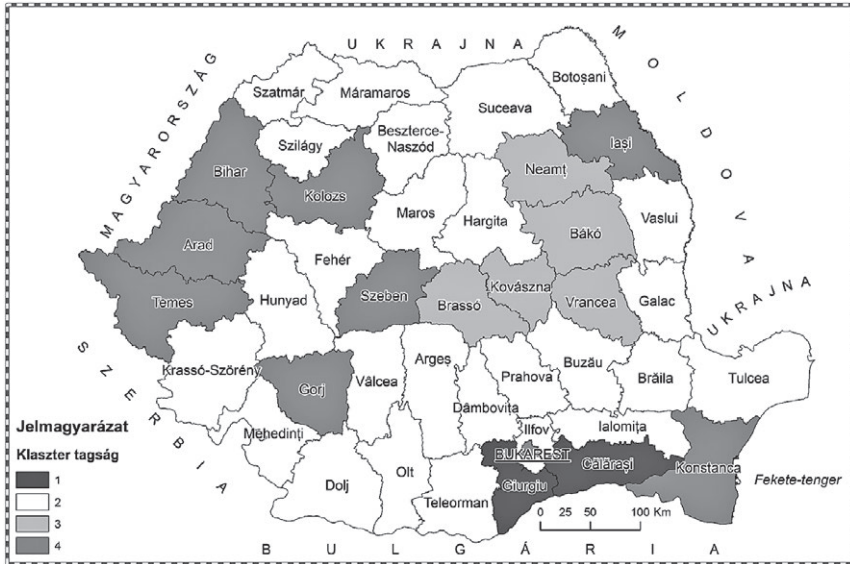 U K R A J N A
MOLDOVA
MAGYARORSZÁG
Botoșani
Szatmár
Máramaros
Suceava
Beszterce-
Naszód
Szilágy
Iași
Neamț
Bihar
Kolozs
Maros
Hargita
Vaslui
Bákó
Arad
Fehér
Kovászna
Temes
Hunyad
Szeben
Brassó
Vrancea
Galac
UKRAJNA
SZERBIA
Krassó-Szörény
Gorj
Vâlcea
Argeș
Prahova
Buzău
Brăila
Tulcea
Dâmbovița
Mehedinți
Ilfov
Ialomița
BUKAREST
Călărași
Konstanca
Giurgiu
Olt
Dolj
Teleorman
Fekete-tenger
Jelmagyarázat
Klaszter tagság
1
2
3
4
0 25 50 100 Km
B U L G Á R I A